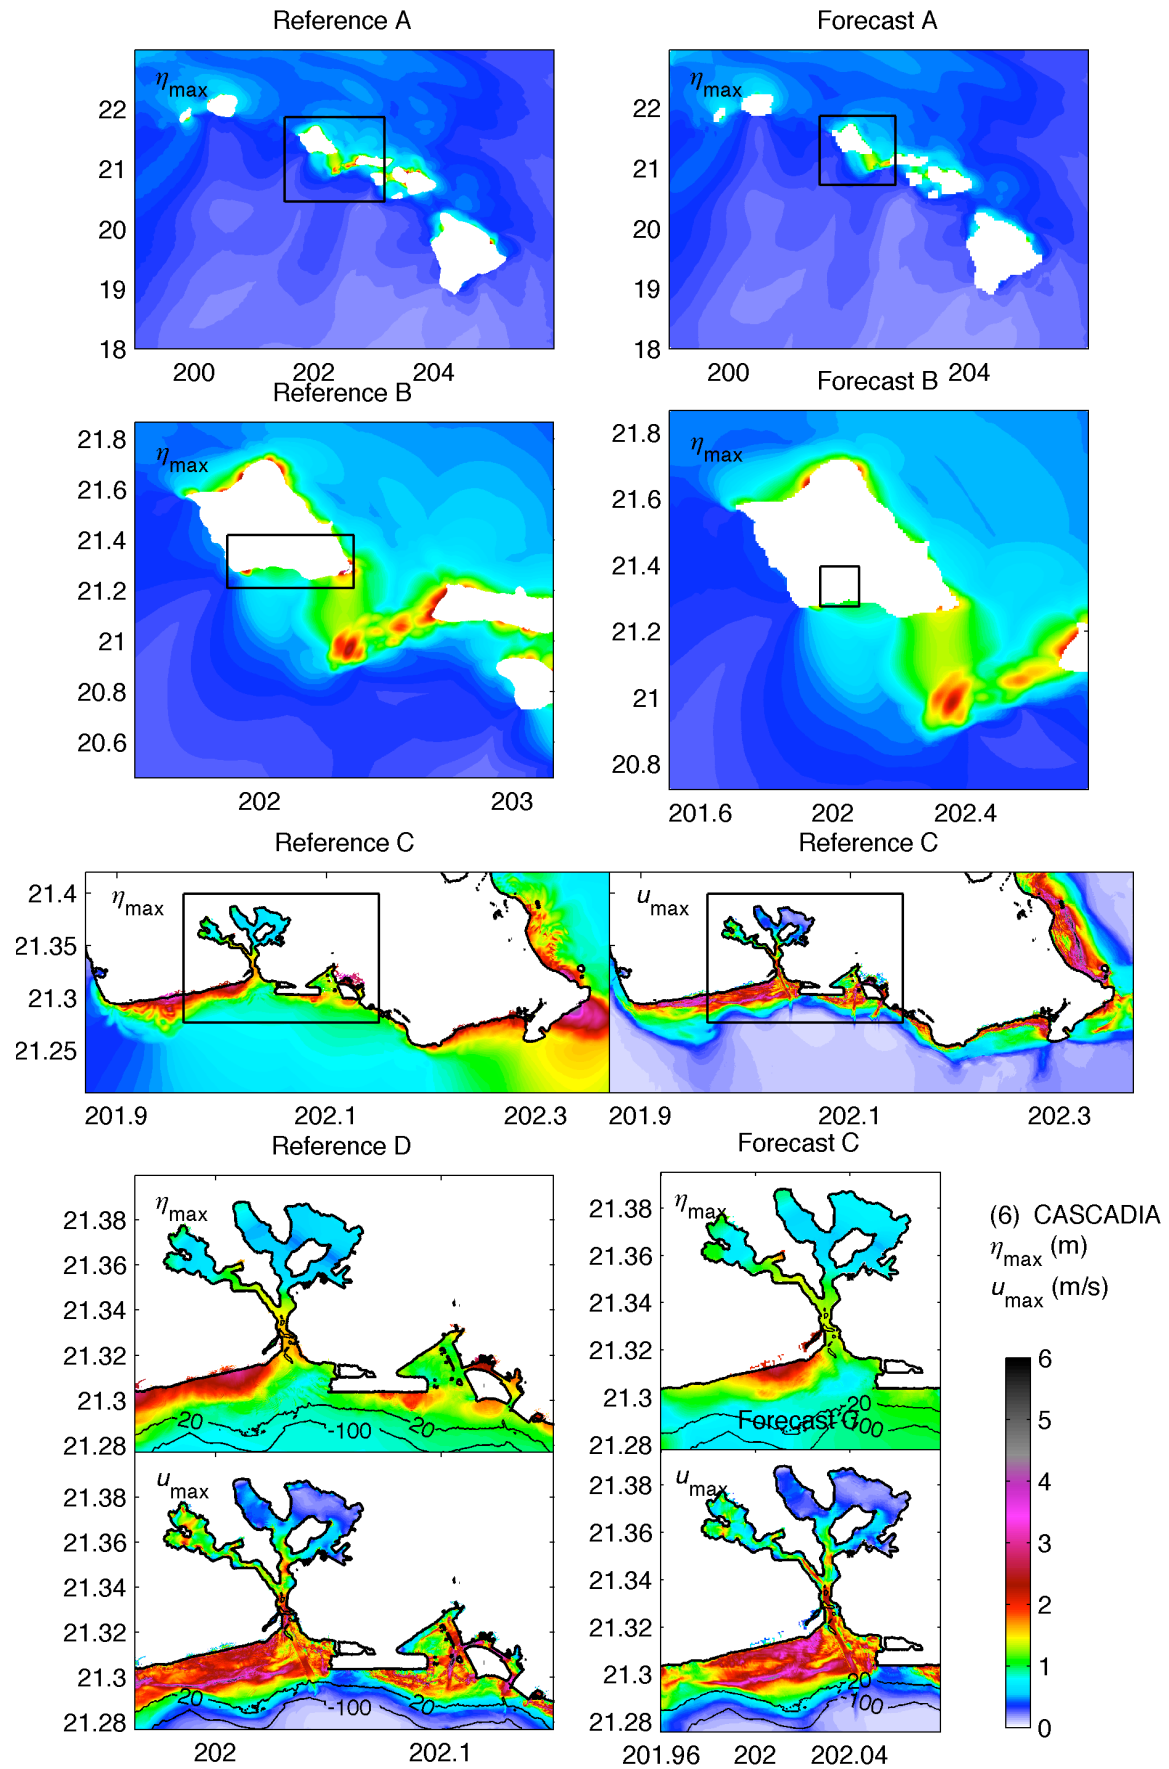 Reference A
Forecast A
ηmax
ηmax
22
21
20
19
18
22
21
20
19
18
200 202 204
200 204
Reference B
Forecast B
ηmax
ηmax
21.8
21.6
21.4
21.2
21
20.8
20.6
21.8
21.6
21.4
21.2
21
20.8
202 203
201.6 202 202.4
Reference C
Reference C
ηmax
umax
21.4
21.35
21.3
21.25
201.9 202.1 202.3
201.9 202.1 202.3
Reference D
Forecast C
ηmax
ηmax
21.38
21.36
21.34
21.32
21.3
21.28
20 -100 20
21.38
21.36
21.34
21.32
21.3
21.28
20
-100
Forecast C
(6) CASCADIA
ηmax (m)
umax (m/s)
umax
umax
21.38
21.36
21.34
21.32
21.3
21.28
20 -100 20
21.38
21.36
21.34
21.32
21.3
21.28
20
-100
202 202.1
201.96 202 202.04
6
5
4
3
2
1
0